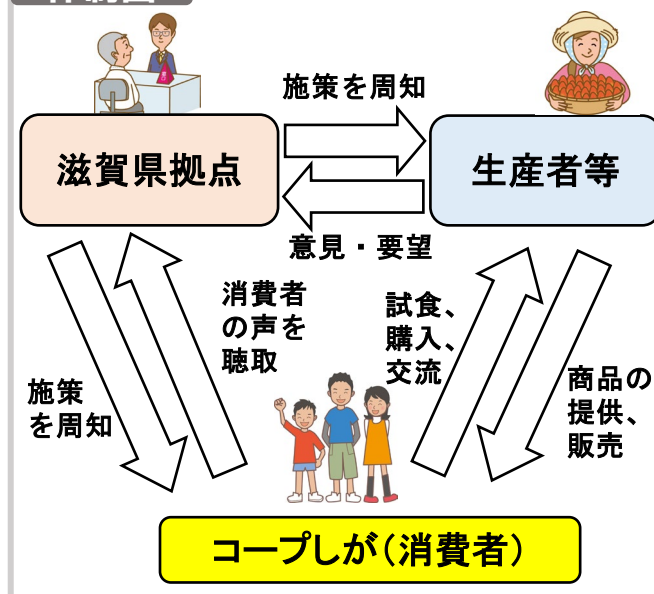 施策を周知
滋賀県拠点
生産者等
意見・要望
消費者
の声を
聴取
試食、
購入、
交流
施策
を周知
商品の
提供、
販売
コープしが（消費者）